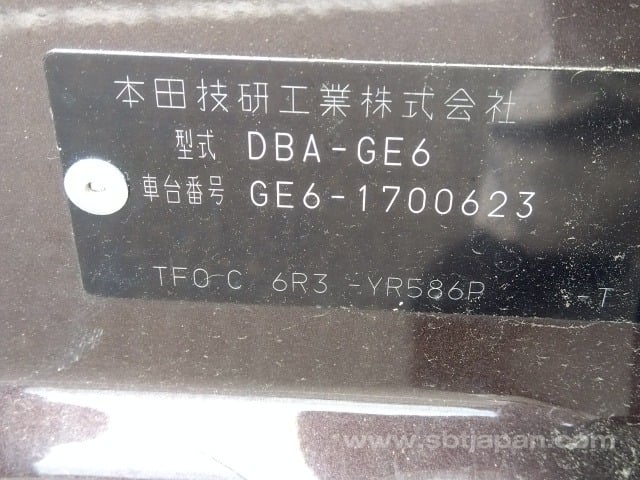 本田技研工業株式会社
型式 DBA-GE6
車台番号 GE6-1700623
TF0 C 6R3 -YR586P -T
www.sbtjapan.com